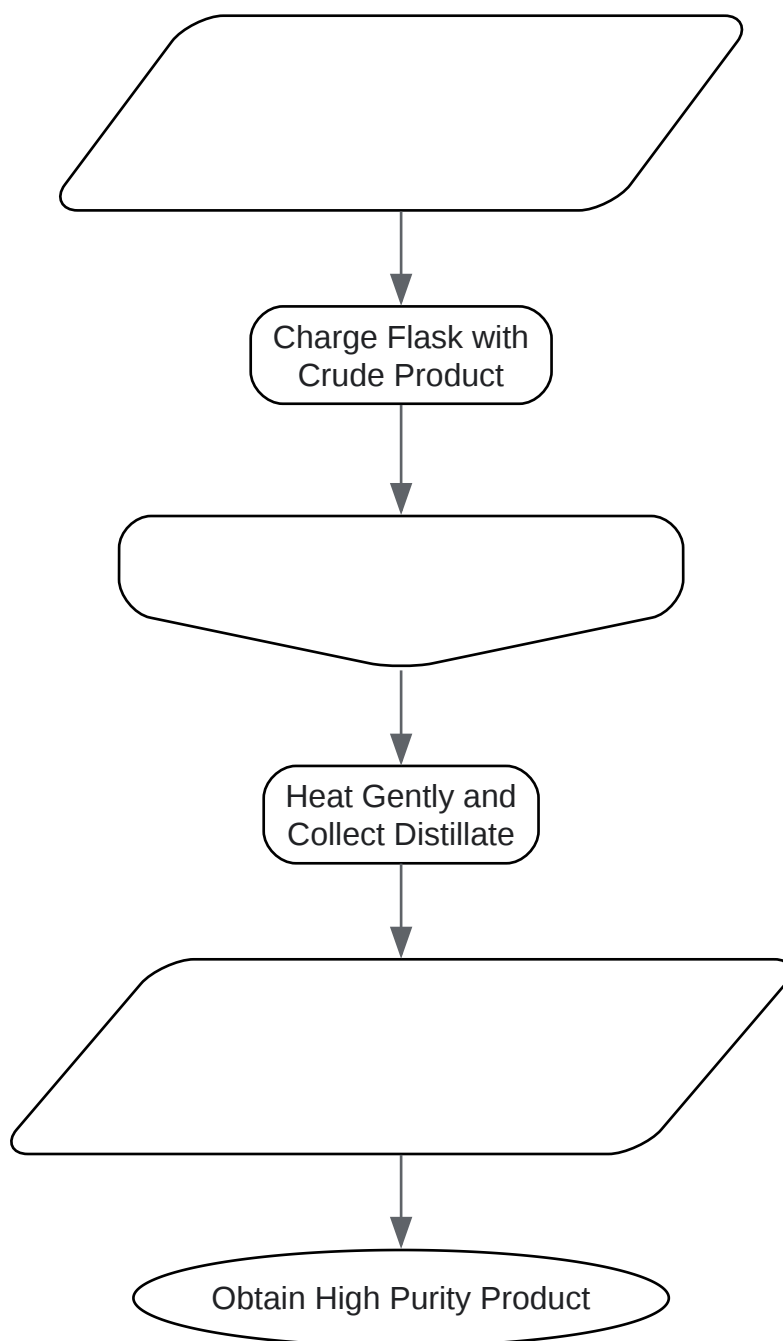 Charge Flask with
Crude Product
Heat Gently and
Collect Distillate
Obtain High Purity Product